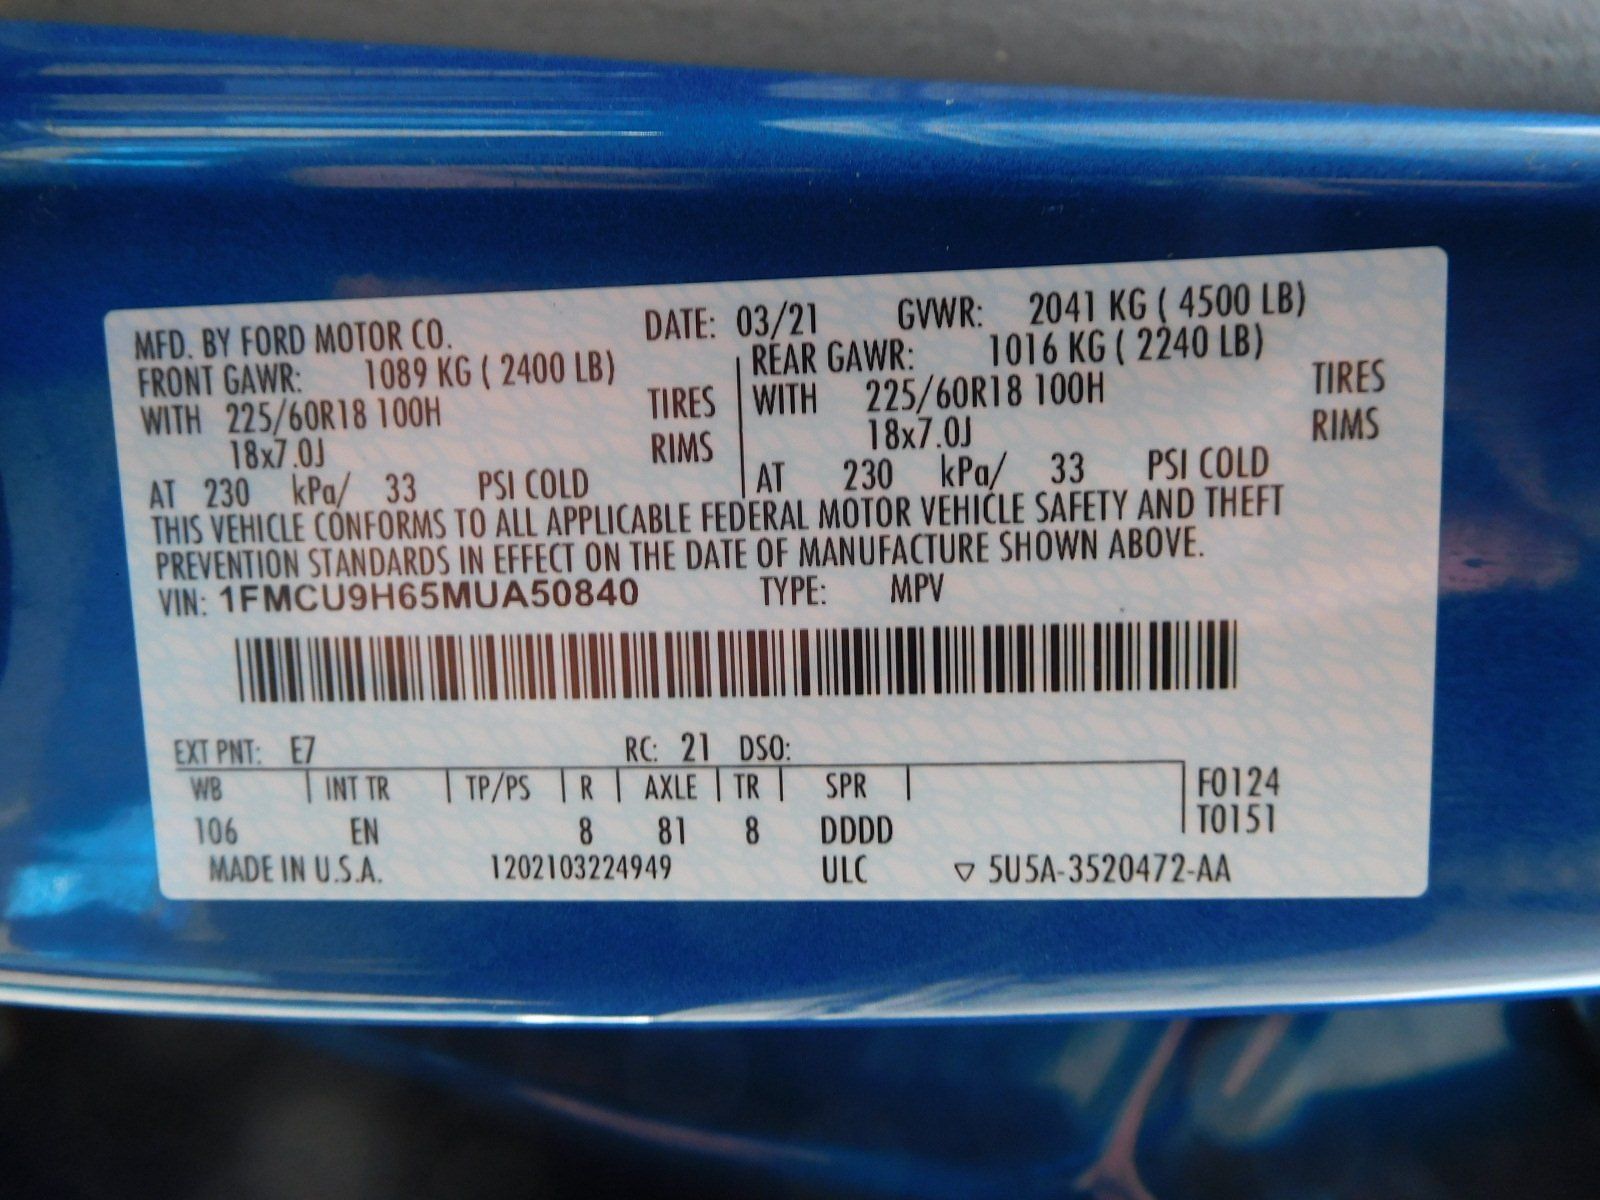 MFD. BY FORD MOTOR CO. DATE: 03/21 GVWR: 2041 KG ( 4500 LB)
FRONT GAWR: 1089 KG ( 2400 LB) REAR GAWR: 1016 KG ( 2240 LB)
WITH 225/60R18 100H TIRES WITH 225/60R18 100H TIRES
18x7.0J RIMS 18x7.0J RIMS
AT 230 kPa/ 33 PSI COLD AT 230 kPa/ 33 PSI COLD
THIS VEHICLE CONFORMS TO ALL APPLICABLE FEDERAL MOTOR VEHICLE SAFETY AND THEFT
PREVENTION STANDARDS IN EFFECT ON THE DATE OF MANUFACTURE SHOWN ABOVE.
VIN: 1FMCU9H65MUA50840 TYPE: MPV
EXT PNT: E7 RC: 21 DSO:
WB INT TR TP/PS R AXLE TR SPR F0124
106 EN 8 81 8 DDDD T0151
MADE IN U.S.A. 1202103224949 ULC ▽ 5U5A-3520472-AA